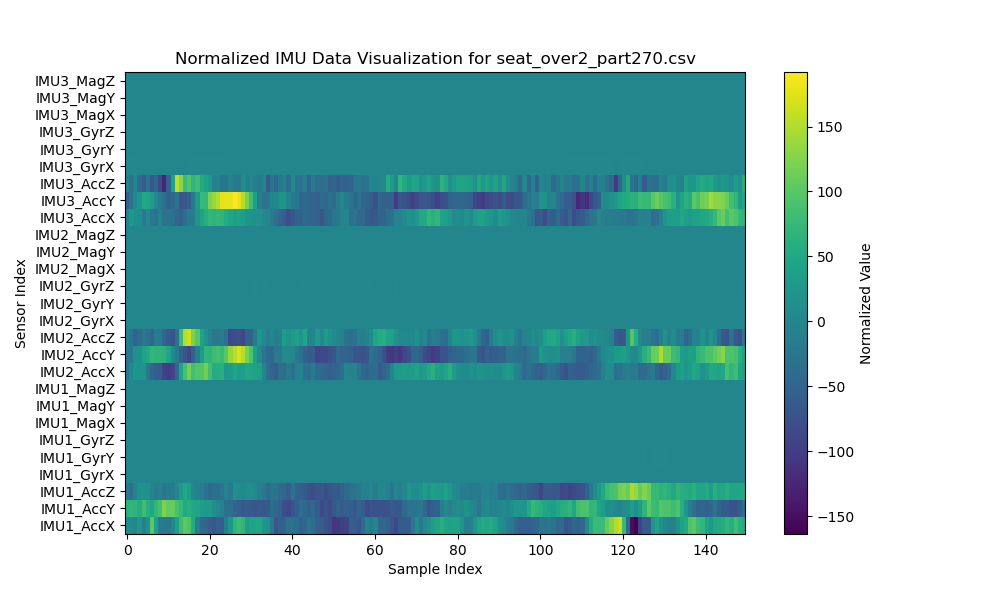 Normalized IMU Data Visualization for seat_over2_part270.csv
IMU3_MagZ
IMU3_MagY
IMU3_MagX
IMU3_GyrZ
IMU3_GyrY
IMU3_GyrX
IMU3_AccZ
IMU3_AccY
IMU3_AccX
IMU2_MagZ
IMU2_MagY
IMU2_MagX
IMU2_GyrZ
IMU2_GyrY
IMU2_GyrX
IMU2_AccZ
IMU2_AccY
IMU2_AccX
IMU1_MagZ
IMU1_MagY
IMU1_MagX
IMU1_GyrZ
IMU1_GyrY
IMU1_GyrX
IMU1_AccZ
IMU1_AccY
IMU1_AccX
Sensor Index
0 20 40 60 80 100 120 140
Sample Index
150
100
50
0
−50
−100
−150
Normalized Value